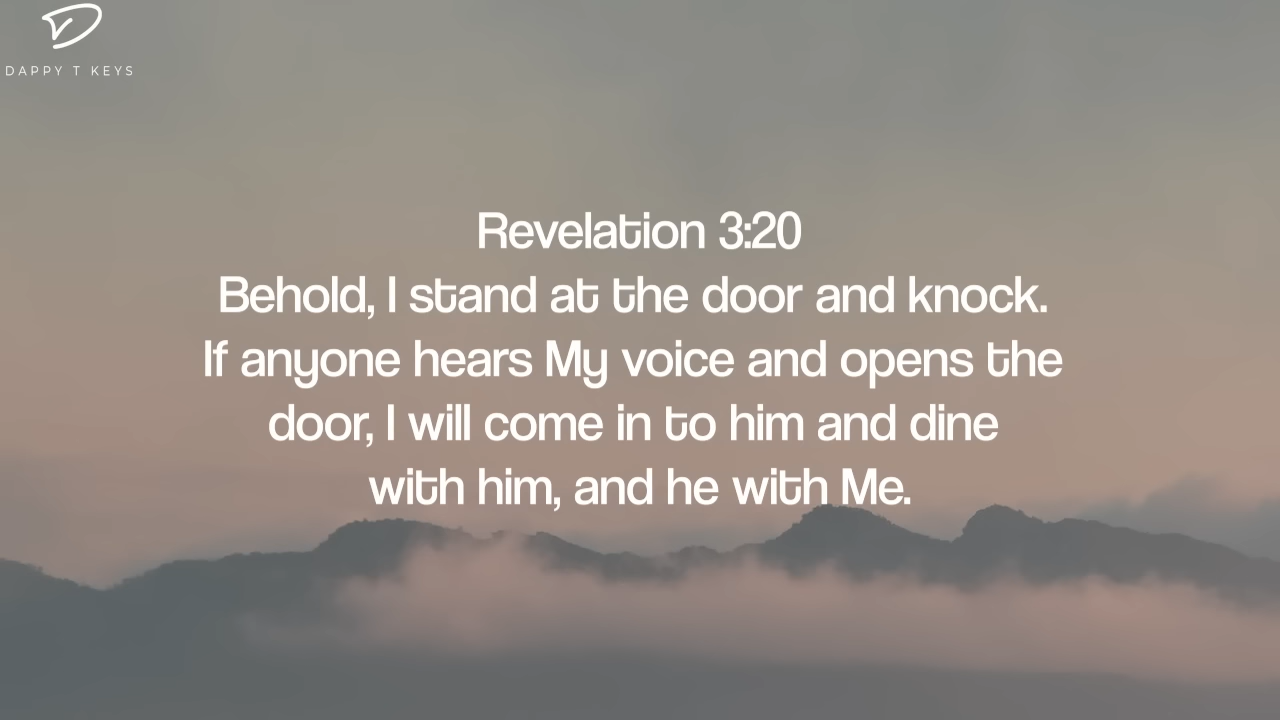 DAPPY T KEYS
Revelation 3:20
Behold, I stand at the door and knock.
If anyone hears My voice and opens the
door, I will come in to him and dine
with him, and he with Me.